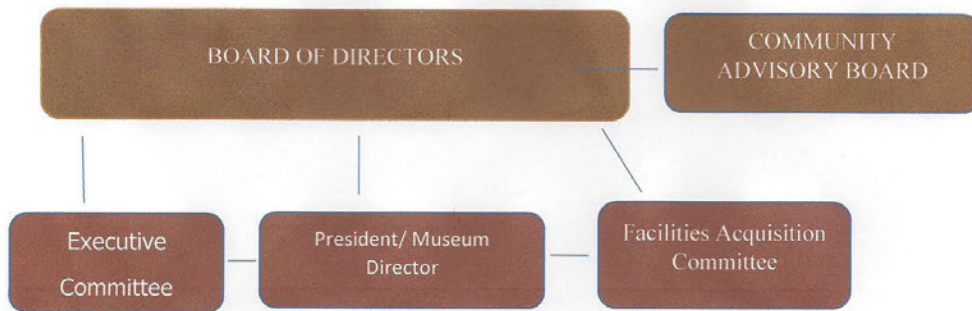 BOARD OF DIRECTORS
COMMUNITY
ADVISORY BOARD
Executive
Committee
President/ Museum
Director
Facilities Acquisition
Committee